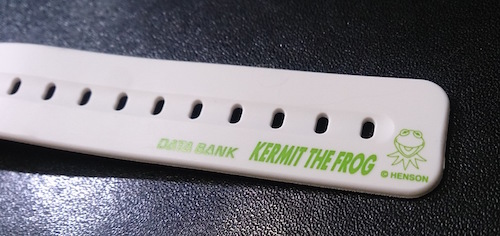 DATA BANK KERMIT THE FROG
© HENSON